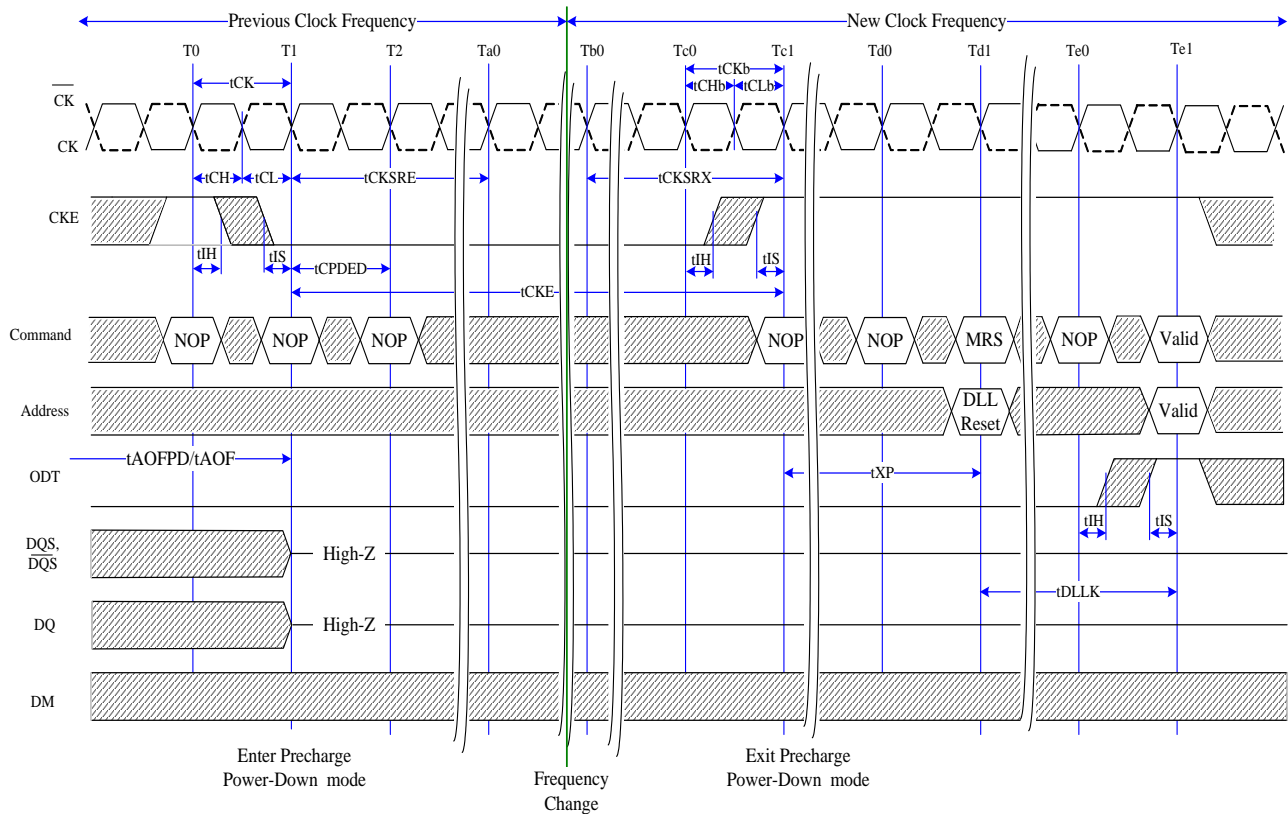 Previous Clock Frequency New Clock Frequency
T0 T1 T2 Ta0 Tb0 Tc0 Tc1 Td0 Td1 Te0 Te1
tCK tCKb
tCHb tCLb
CK
CK
tCH tCL tCKSRE tCKSRX
CKE
tIH tIS tCPDED tIH tIS
tCKE
Command NOP NOP NOP NOP NOP MRS NOP Valid
Address DLL Reset Valid
tAOFPD/tAOF
ODT tXP
tIH tIS
DQS, DQS High-Z
tDLLK
DQ High-Z
DM
Enter Precharge Power-Down mode
Frequency Change
Exit Precharge Power-Down mode